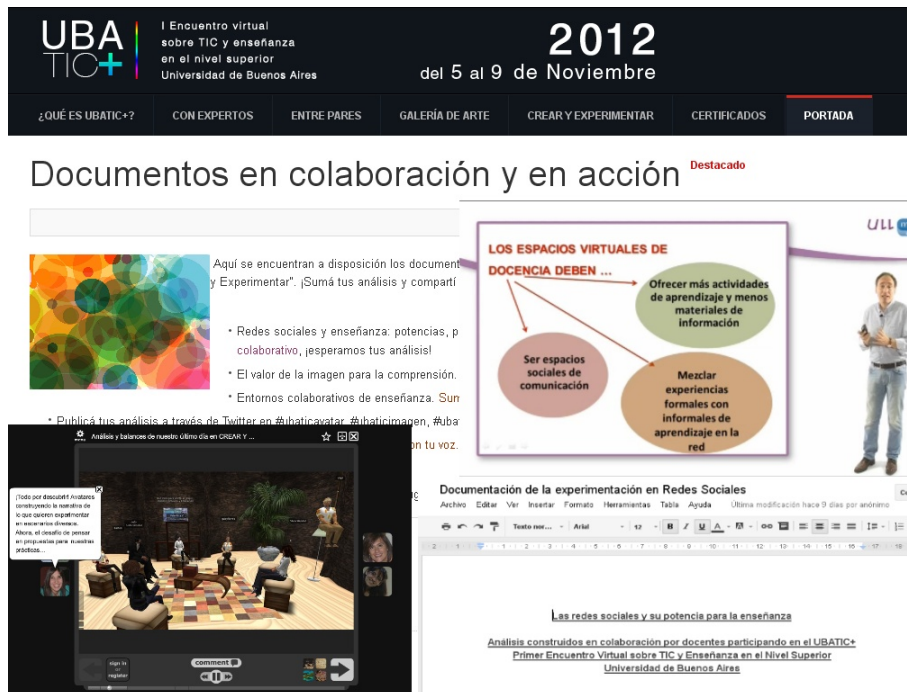 UBA
TIC+
I Encuentro virtual
sobre TIC y enseñanza
en el nivel superior
Universidad de Buenos Aires
2012
del 5 al 9 de Noviembre
¿QUÉ ES UBATIC+?
CON EXPERTOS
ENTRE PARES
GALERÍA DE ARTE
CREAR Y EXPERIMENTAR
CERTIFICADOS
PORTADA
Documentos en colaboración y en acción
Destacado
Aquí se encuentran a disposición los document
y Experimentar". ¡Sumá tus análisis y compartí
• Redes sociales y enseñanza: potencias, p
colaborativo, ¡esperamos tus análisis!
• El valor de la imagen para la comprensión.
• Entornos colaborativos de enseñanza. Sum
• Publicá tus análisis a través de Twitter en #ubaticavatar, #ubaticimagen, #uba
n tu voz.
ULL
LOS ESPACIOS VIRTUALES DE
DOCENCIA DEBEN ...
Ofrecer más actividades
de aprendizaje y menos
materiales de
información
Ser espacios
sociales de
comunicación
Mezclar
experiencias
formales con
informales de
aprendizaje en la
red
Análisis y balances de nuestro último día en CREAR Y ...
¡Todo por descubrir! Avatares
construyendo la narrativa de
lo que quieren experimentar
en escenarios diversos.
Ahora, el desafío de pensar
en propuestas para nuestras
prácticas...
sign in
or
register
comment
Documentación de la experimentación en Redes Sociales
Archivo Editar Ver Insertar Formato Herramientas Tabla Ayuda Última modificación hace 9 días por anónimo
Texto nor... Arial 12 B I U A
Las redes sociales y su potencia para la enseñanza
Análisis construidos en colaboración por docentes participando en el UBATIC+
Primer Encuentro Virtual sobre TIC y Enseñanza en el Nivel Superior
Universidad de Buenos Aires